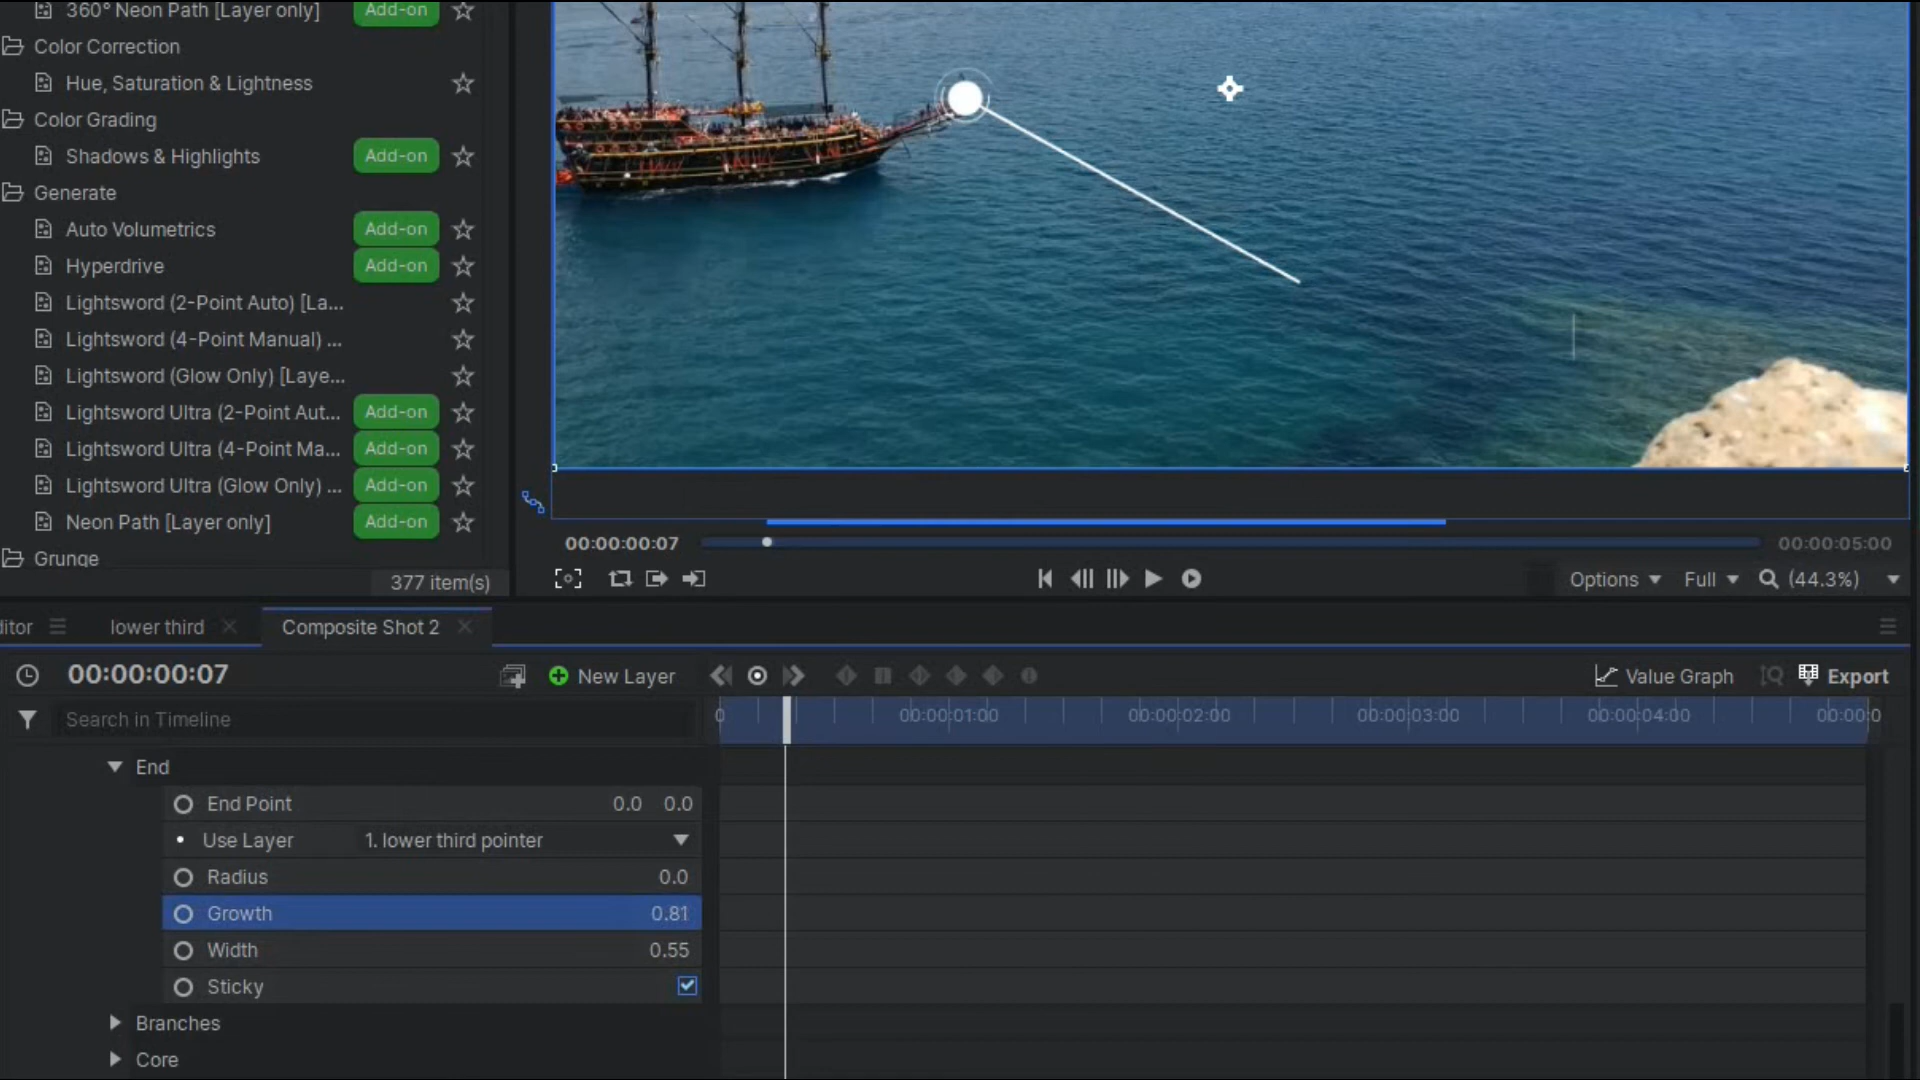 360° Neon Path [Layer only] Add-on
Color Correction
Hue, Saturation & Lightness
Color Grading
Shadows & Highlights Add-on
Generate
Auto Volumetrics Add-on
Hyperdrive Add-on
Lightsword (2-Point Auto) [La...
Lightsword (4-Point Manual) ...
Lightsword (Glow Only) [Laye...
Lightsword Ultra (2-Point Aut... Add-on
Lightsword Ultra (4-Point Ma... Add-on
Lightsword Ultra (Glow Only) ... Add-on
Neon Path [Layer only] Add-on
Grunge
377 item(s)
00:00:00:07 00:00:05:00
Options Full (44.3%)
ditor lower third Composite Shot 2
00:00:00:07 New Layer Value Graph Export
Search in Timeline 0 00:00:01:00 00:00:02:00 00:00:03:00 00:00:04:00 00:00:0
End
End Point 0.0 0.0
Use Layer 1. lower third pointer
Radius 0.0
Growth 0.81
Width 0.55
Sticky
Branches
Core